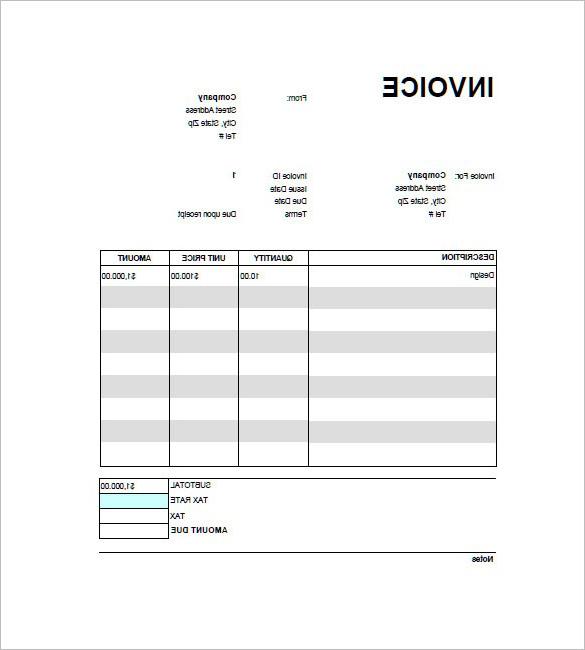 INVOICE
From:
Company
Street Address
City, State Zip
Tel #
Invoice For:
Company
Street Address
City, State Zip
Tel #
Invoice ID 1
Issue Date
Due Date
Terms Due upon receipt
DESCRIPTION QUANTITY UNIT PRICE AMOUNT
Design 10.00 $100.00 $1,000.00
SUBTOTAL $1,000.00
TAX RATE
TAX
AMOUNT DUE
Notes